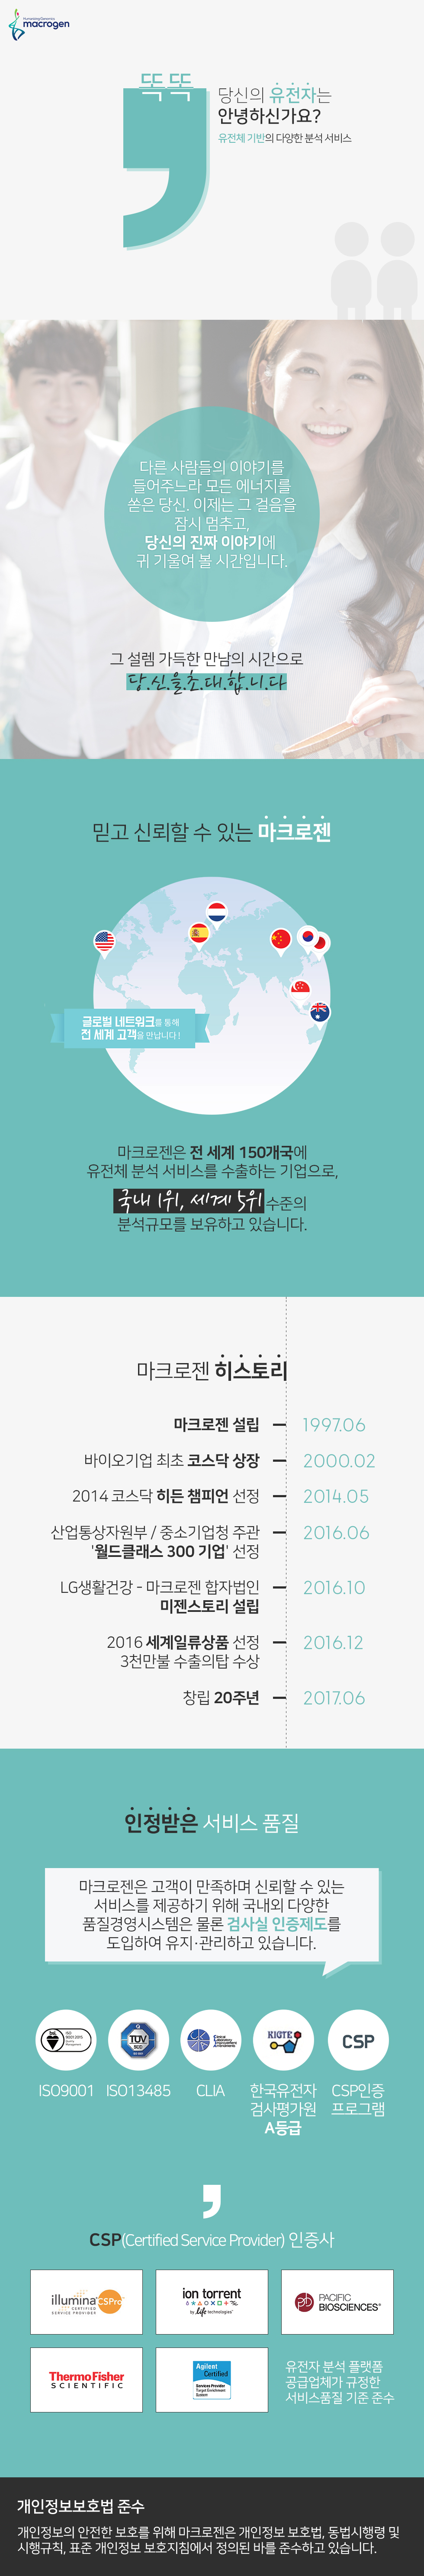 Humanizing Genomics
macrogen
똑똑
당신의 유전자는
안녕하신가요?
유전체 기반의 다양한 분석 서비스
다른 사람들의 이야기를
들어주느라 모든 에너지를
쏟은 당신. 이제는 그 걸음을
잠시 멈추고,
당신의 진짜 이야기에
귀 기울여 볼 시간입니다.
그 설렘 가득한 만남의 시간으로
당.신.을.초.대.합.니.다
믿고 신뢰할 수 있는 마크로젠
글로벌 네트워크를 통해
전 세계 고객을 만납니다!
마크로젠은 전 세계 150개국에
유전체 분석 서비스를 수출하는 기업으로,
국내 1위, 세계 5위 수준의
분석규모를 보유하고 있습니다.
마크로젠 히스토리
마크로젠 설립 1997.06
바이오기업 최초 코스닥 상장 2000.02
2014 코스닥 히든 챔피언 선정 2014.05
산업통상자원부 / 중소기업청 주관 2016.06
'월드클래스 300 기업' 선정
LG생활건강 - 마크로젠 합자법인 2016.10
미젠스토리 설립
2016 세계일류상품 선정 2016.12
3천만불 수출의탑 수상
창립 20주년 2017.06
인정받은 서비스 품질
마크로젠은 고객이 만족하며 신뢰할 수 있는
서비스를 제공하기 위해 국내외 다양한
품질경영시스템은 물론 검사실 인증제도를
도입하여 유지·관리하고 있습니다.
ISO
9001:2015
Quality
Management
TÜV
SÜD
Clinical
Laboratory
Improvement
Amendments
KIGTE
CSP
ISO9001
ISO13485
CLIA
한국유전자
검사평가원
A등급
CSP인증
프로그램
CSP(Certified Service Provider) 인증사
illumina CSPro
CERTIFIED
SERVICE PROVIDER
ion torrent
by life technologies
PACIFIC
BIOSCIENCES®
ThermoFisher
SCIENTIFIC
Agilent
Certified
Services Provider
Target Enrichment
System
유전자 분석 플랫폼
공급업체가 규정한
서비스품질 기준 준수
개인정보보호법 준수
개인정보의 안전한 보호를 위해 마크로젠은 개인정보 보호법, 동법시행령 및
시행규칙, 표준 개인정보 보호지침에서 정의된 바를 준수하고 있습니다.